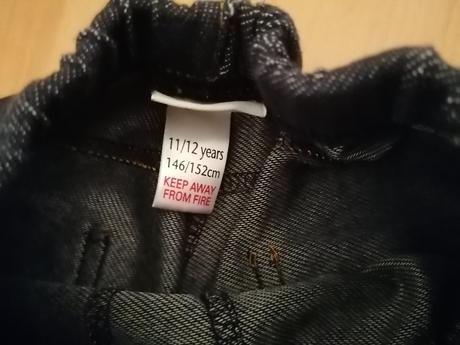 11/12 years
146/152cm
KEEP AWAY
FROM FIRE